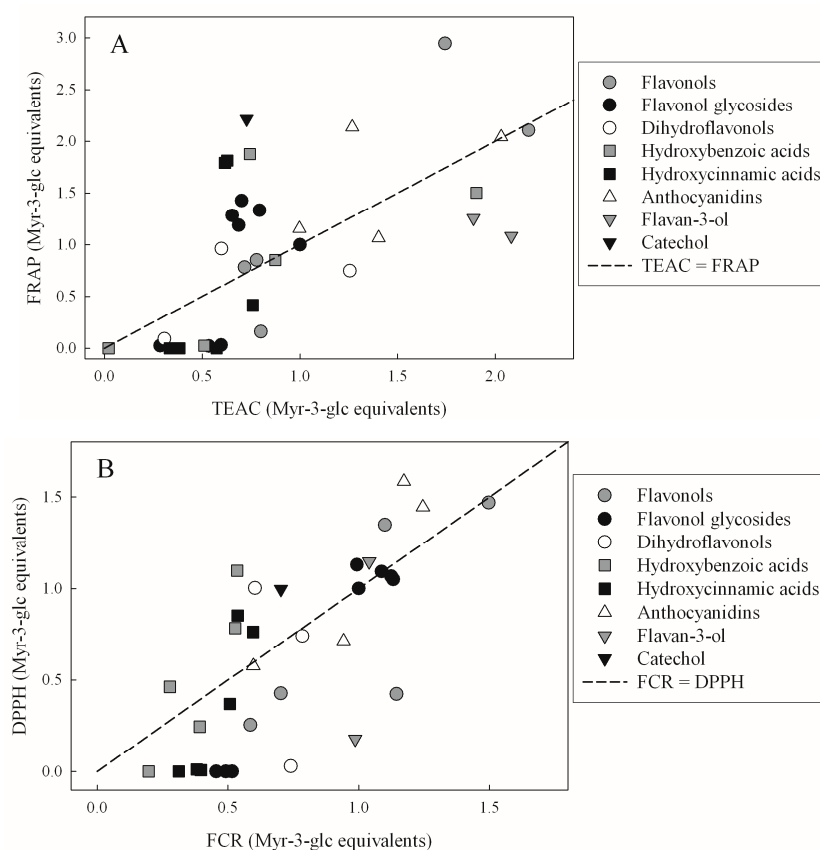 A
3.0
2.5
2.0
1.5
1.0
0.5
0.0
FRAP (Myr-3-glc equivalents)
0.0 0.5 1.0 1.5 2.0
TEAC (Myr-3-glc equivalents)
Flavonols
Flavonol glycosides
Dihydroflavonols
Hydroxybenzoic acids
Hydroxycinnamic acids
Anthocyanidins
Flavan-3-ol
Catechol
TEAC = FRAP
B
1.5
1.0
0.5
0.0
DPPH (Myr-3-glc equivalents)
0.0 0.5 1.0 1.5
FCR (Myr-3-glc equivalents)
Flavonols
Flavonol glycosides
Dihydroflavonols
Hydroxybenzoic acids
Hydroxycinnamic acids
Anthocyanidins
Flavan-3-ol
Catechol
FCR = DPPH